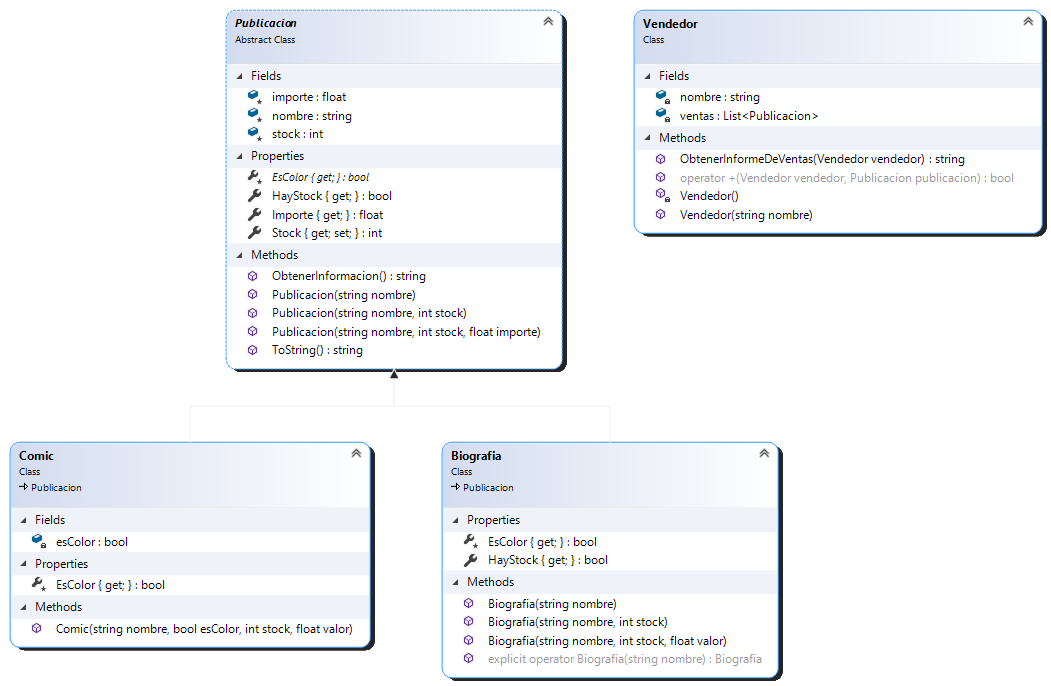 Publicacion
Abstract Class
Fields
importe : float
nombre : string
stock : int
Properties
EsColor { get; } : bool
HayStock { get; } : bool
Importe { get; } : float
Stock { get; set; } : int
Methods
ObtenerInformacion() : string
Publicacion(string nombre)
Publicacion(string nombre, int stock)
Publicacion(string nombre, int stock, float importe)
ToString() : string
Vendedor
Class
Fields
nombre : string
ventas : List<Publicacion>
Methods
ObtenerInformeDeVentas(Vendedor vendedor) : string
operator +(Vendedor vendedor, Publicacion publicacion) : bool
Vendedor()
Vendedor(string nombre)
Comic
Class
Publicacion
Fields
esColor : bool
Properties
EsColor { get; } : bool
Methods
Comic(string nombre, bool esColor, int stock, float valor)
Biografia
Class
Publicacion
Properties
EsColor { get; } : bool
HayStock { get; } : bool
Methods
Biografia(string nombre)
Biografia(string nombre, int stock)
Biografia(string nombre, int stock, float valor)
explicit operator Biografia(string nombre) : Biografia